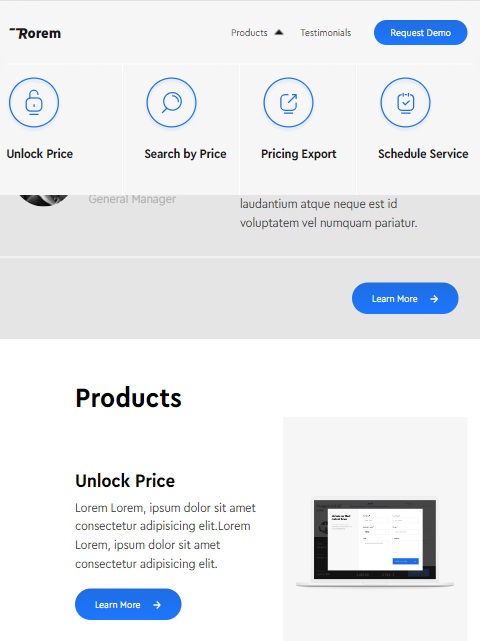 Rorem
Products
Testimonials
Request Demo
Unlock Price
Search by Price
Pricing Export
Schedule Service
General Manager
laudantium atque neque est id
voluptatem vel numquam pariatur.
Learn More
Products
Unlock Price
Lorem Lorem, ipsum dolor sit amet
consectetur adipisicing elit.Lorem
Lorem, ipsum dolor sit amet
consectetur adipisicing elit.
Learn More